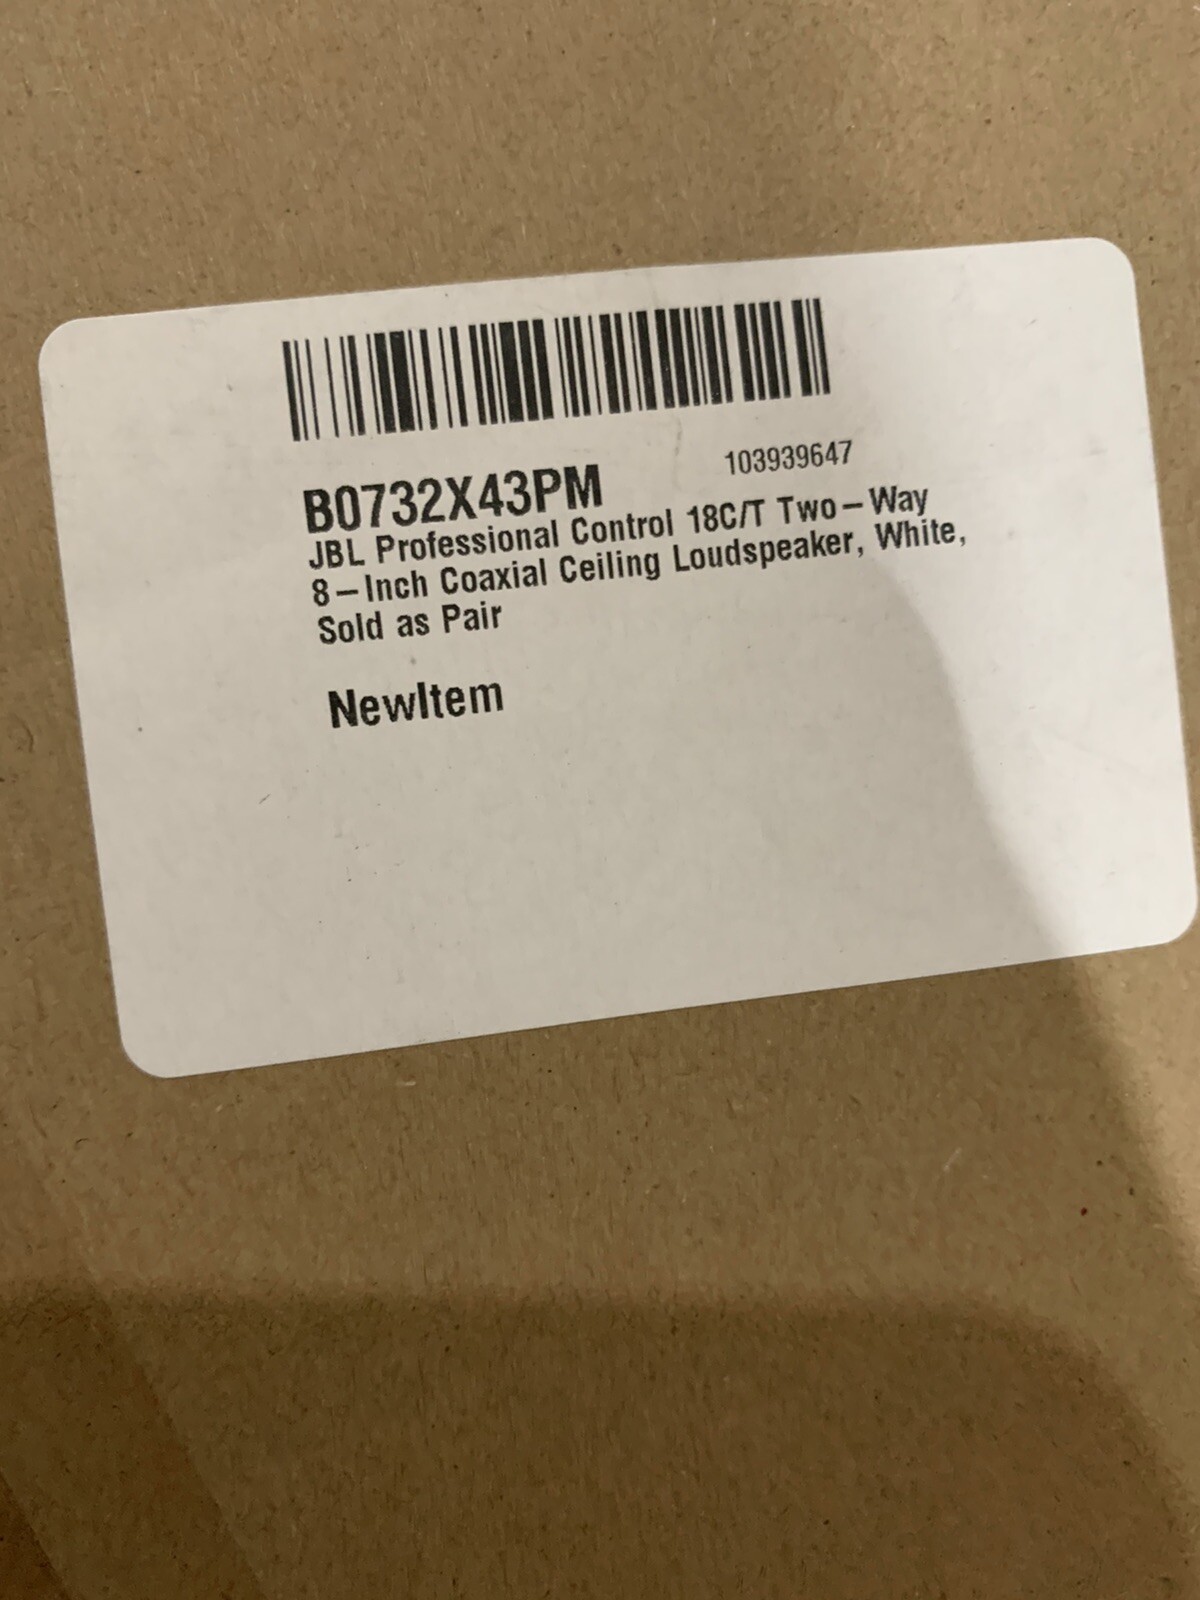 103939647
B0732X43PM
JBL Professional Control 18C/T Two-Way
8-Inch Coaxial Ceiling Loudspeaker, White,
Sold as Pair
NewItem